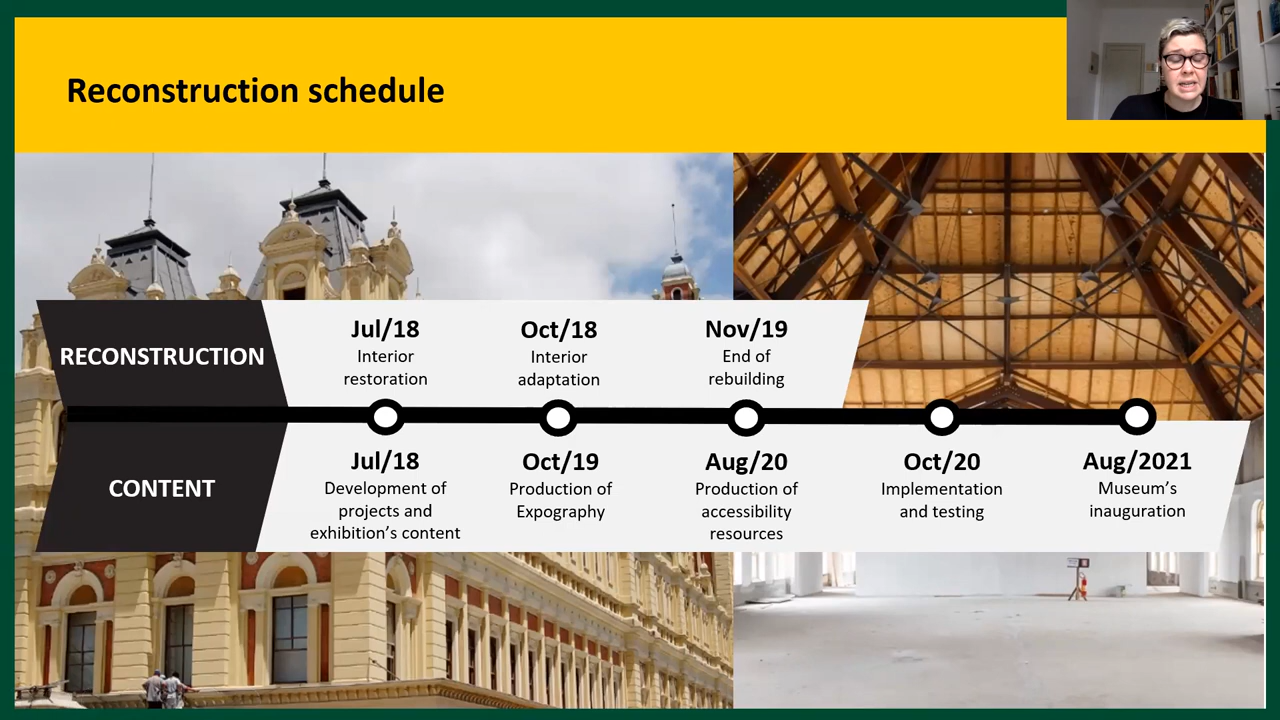 Reconstruction schedule
RECONSTRUCTION
Jul/18
Interior
restoration
Oct/18
Interior
adaptation
Nov/19
End of
rebuilding
CONTENT
Jul/18
Development of
projects and
exhibition’s content
Oct/19
Production of
Expography
Aug/20
Production of
accessibility
resources
Oct/20
Implementation
and testing
Aug/2021
Museum’s
inauguration